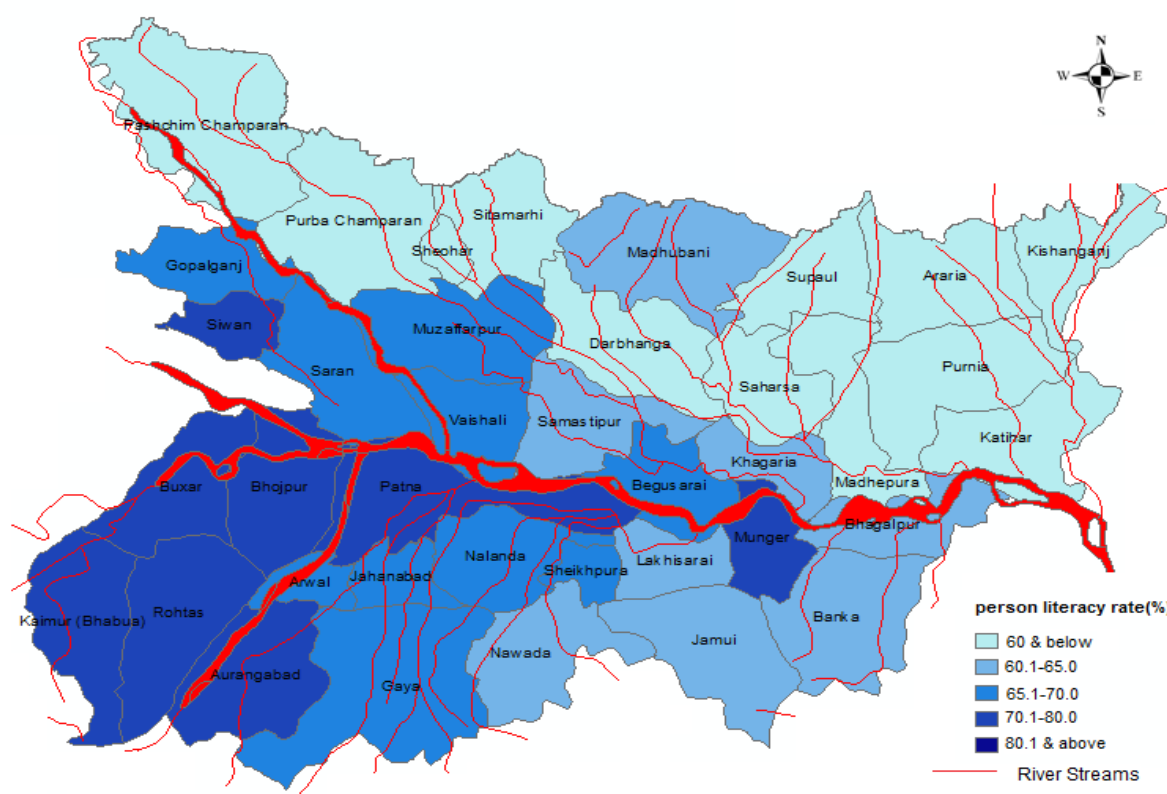 N
W E
S
Pashchim Champaran
Purba Champaran
Sitamarhi
Sheohar
Madhubani
Kishanganj
Gopalganj
Supaul
Araria
Siwan
Muzaffarpur
Darbhanga
Saran
Saharsa
Purnia
Vaishali
Samastipur
Katihar
Khagaria
Madhepura
Buxar
Bhojpur
Patna
Begusarai
Bhagalpur
Munger
Nalanda
Lakhisarai
Arwal
Jahanabad
Sheikhpura
Kaimur (Bhabua)
Rohtas
Banka
Jamui
Nawada
Aurangabad
Gaya
person literacy rate(%)
60 & below
60.1-65.0
65.1-70.0
70.1-80.0
80.1 & above
River Streams